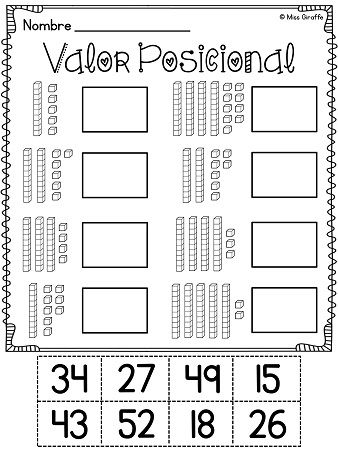 © Miss Giraffe
Nombre
Valor Posicional
34 27 49 15
43 52 18 26